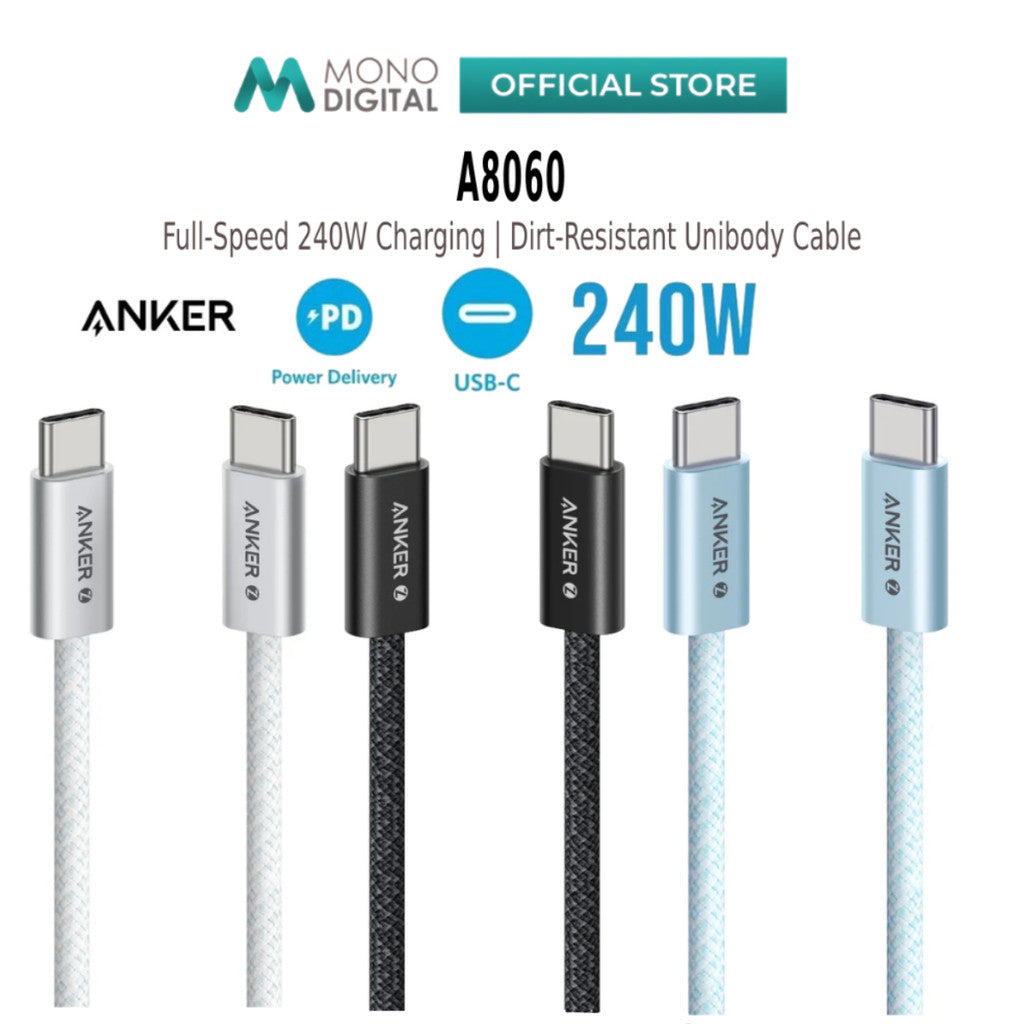 MONO
DIGITAL
OFFICIAL STORE
A8060
Full-Speed 240W Charging | Dirt-Resistant Unibody Cable
ANKER
PD
USB-C
240W
Power Delivery
ANKER Z
ANKER Z
ANKER Z
ANKER Z
ANKER Z
ANKER Z